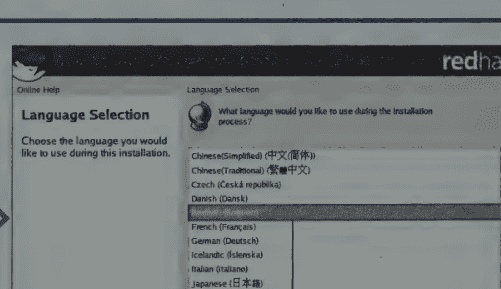 redha
Online Help
Language Selection
Language Selection
Choose the language you would
like to use during this installation.
What language would you like to use during the installation
process?
Chinese(Simplified) (中文(简体))
Chinese(Traditional) (繁體中文)
Czech (Česká republika)
Danish (Dansk)
French (Français)
German (Deutsch)
Icelandic (Íslenska)
Italian (Italiano)
Japanese (日本語)